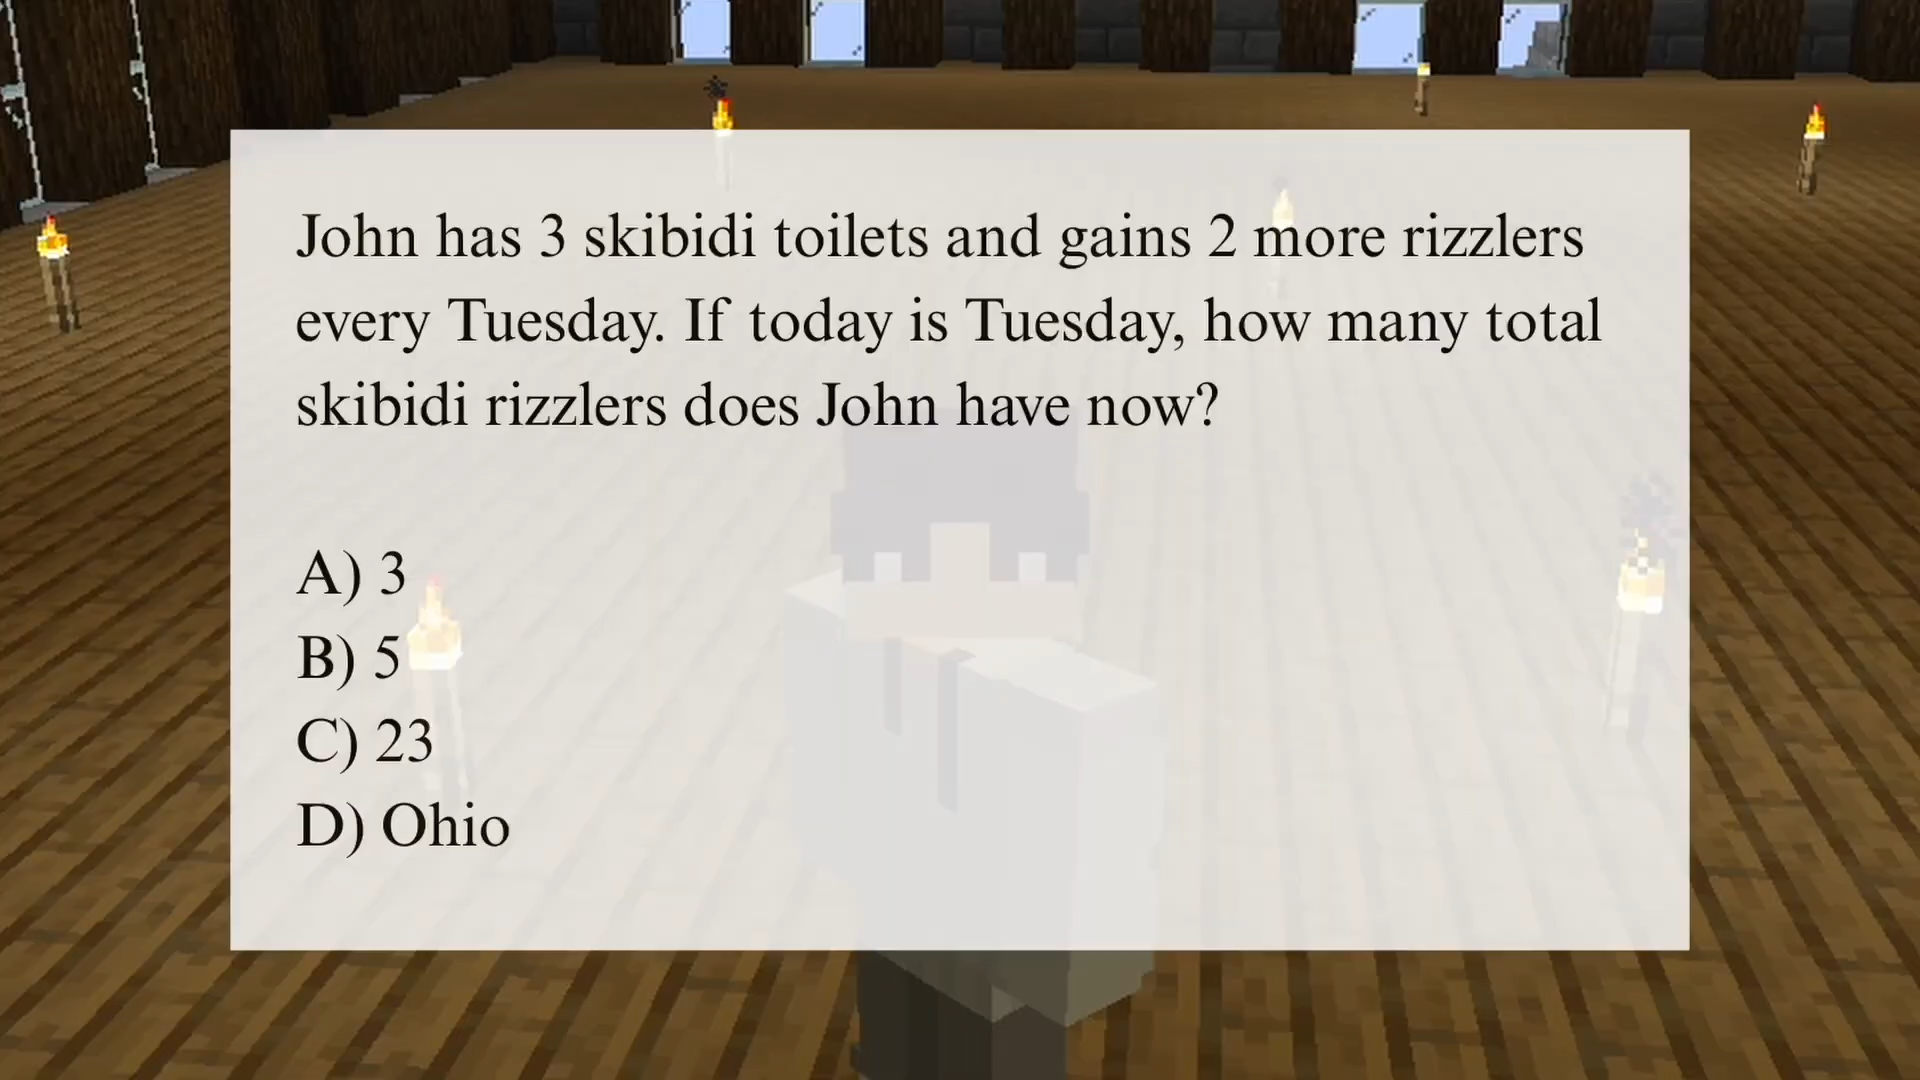 John has 3 skibidi toilets and gains 2 more rizzlers
every Tuesday. If today is Tuesday, how many total
skibidi rizzlers does John have now?
A) 3
B) 5
C) 23
D) Ohio